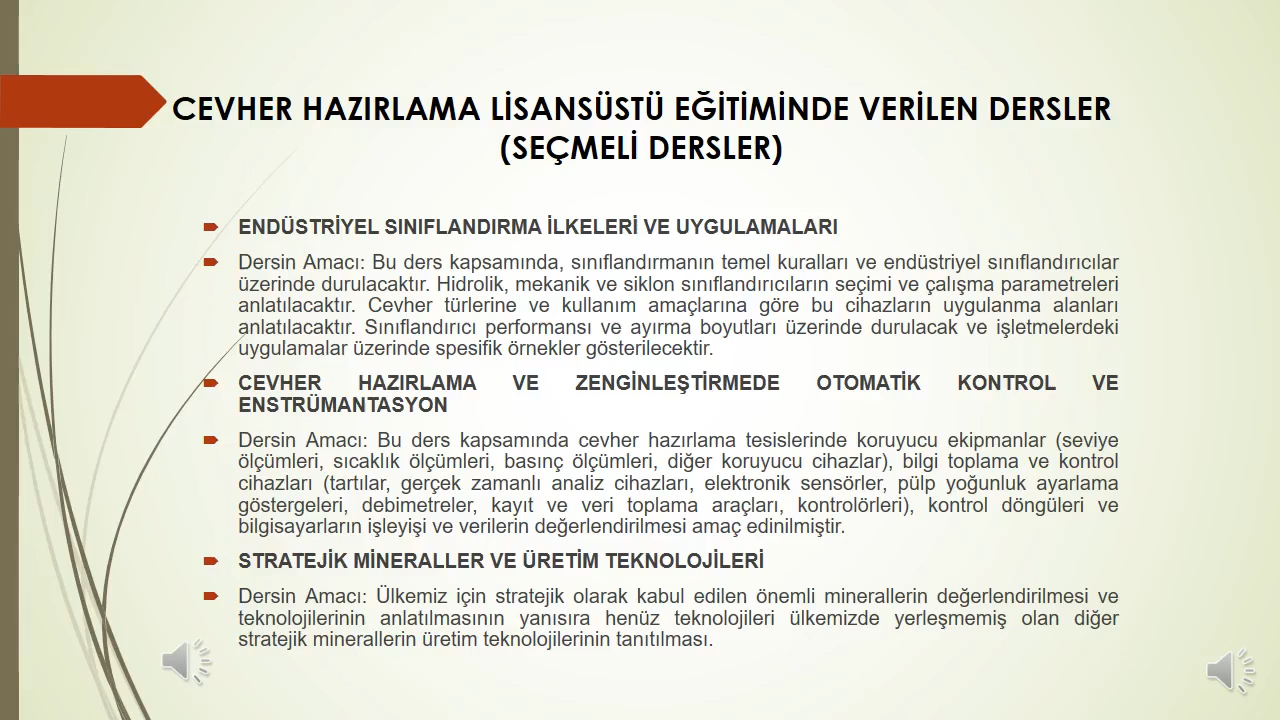 CEVHER HAZIRLAMA LİSANSÜSTÜ EĞİTİMİNDE VERİLEN DERSLER
(SEÇMELİ DERSLER)
ENDÜSTRİYEL SINIFLANDIRMA İLKELERİ VE UYGULAMALARI
Dersin Amacı: Bu ders kapsamında, sınıflandırmanın temel kuralları ve endüstriyel sınıflandırıcılar
üzerinde durulacaktır. Hidrolik, mekanik ve siklon sınıflandırıcıların seçimi ve çalışma parametreleri
anlatılacaktır. Cevher türlerine ve kullanım amaçlarına göre bu cihazların uygulanma alanları
anlatılacaktır. Sınıflandırıcı performansı ve ayırma boyutları üzerinde durulacak ve işletmelerdeki
uygulamalar üzerinde spesifik örnekler gösterilecektir.
CEVHER HAZIRLAMA VE ZENGİNLEŞTİRMEDE OTOMATİK KONTROL VE
ENSTRÜMANTASYON
Dersin Amacı: Bu ders kapsamında cevher hazırlama tesislerinde koruyucu ekipmanlar (seviye
ölçümleri, sıcaklık ölçümleri, basınç ölçümleri, diğer koruyucu cihazlar), bilgi toplama ve kontrol
cihazları (tartılar, gerçek zamanlı analiz cihazları, elektronik sensörler, pülp yoğunluk ayarlama
göstergeleri, debimetreler, kayıt ve veri toplama araçları, kontrolörleri), kontrol döngüleri ve
bilgisayarların işleyişi ve verilerin değerlendirilmesi amaç edinilmiştir.
STRATEJİK MİNERALLER VE ÜRETİM TEKNOLOJİLERİ
Dersin Amacı: Ülkemiz için stratejik olarak kabul edilen önemli minerallerin değerlendirilmesi ve
teknolojilerinin anlatılmasının yanısıra henüz teknolojileri ülkemizde yerleşmemiş olan diğer
stratejik minerallerin üretim teknolojilerinin tanıtılması.